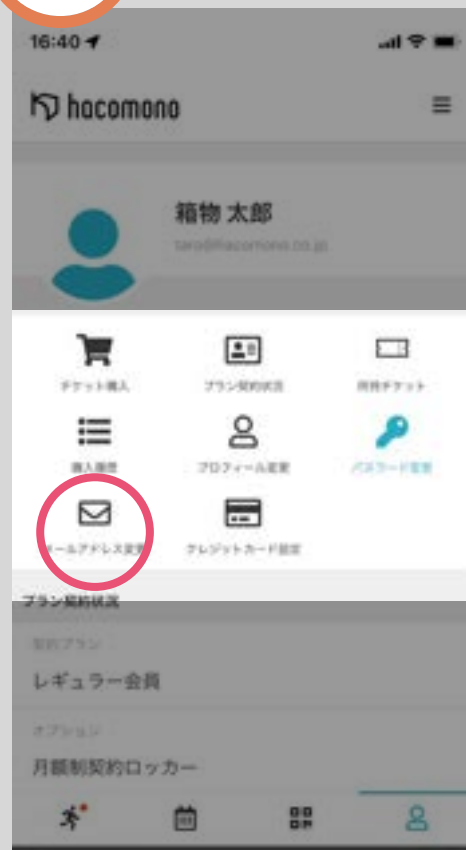 16:40
hacomono
箱物 太郎
taro@hacomono.co.jp
チケット購入 プラン契約状況 所持チケット
購入履歴 プロフィール変更 パスワード変更
メールアドレス変更 クレジットカード設定
プラン契約状況
契約プラン
レギュラー会員
オプション
月額制契約ロッカー